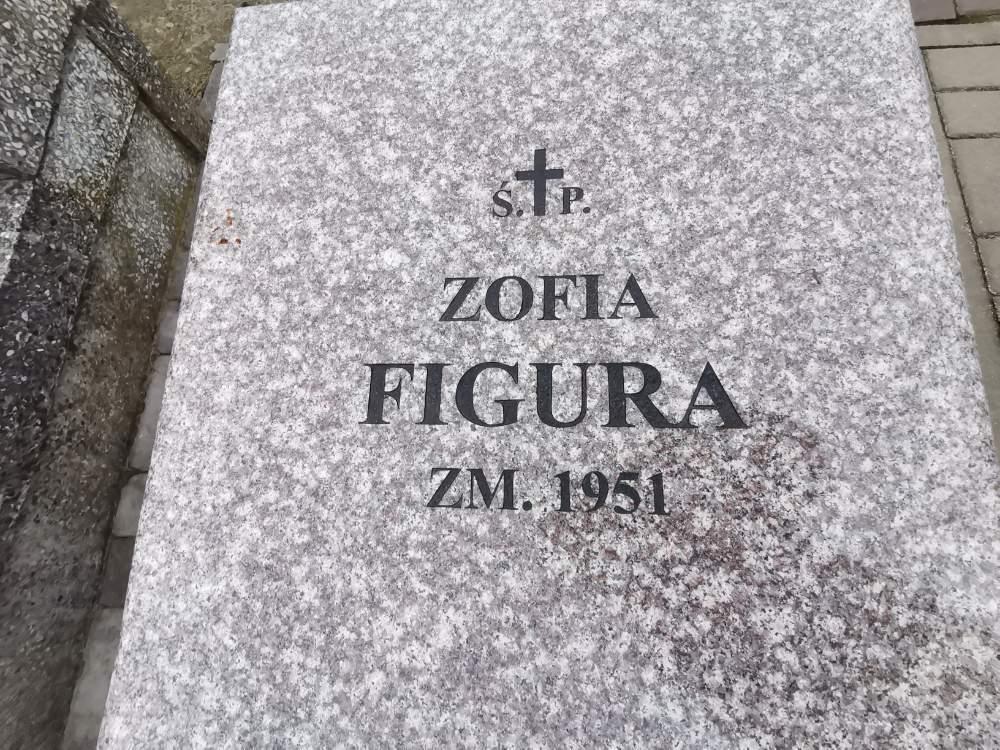 Ś. P.
ZOFIA
FIGURA
ZM. 1951